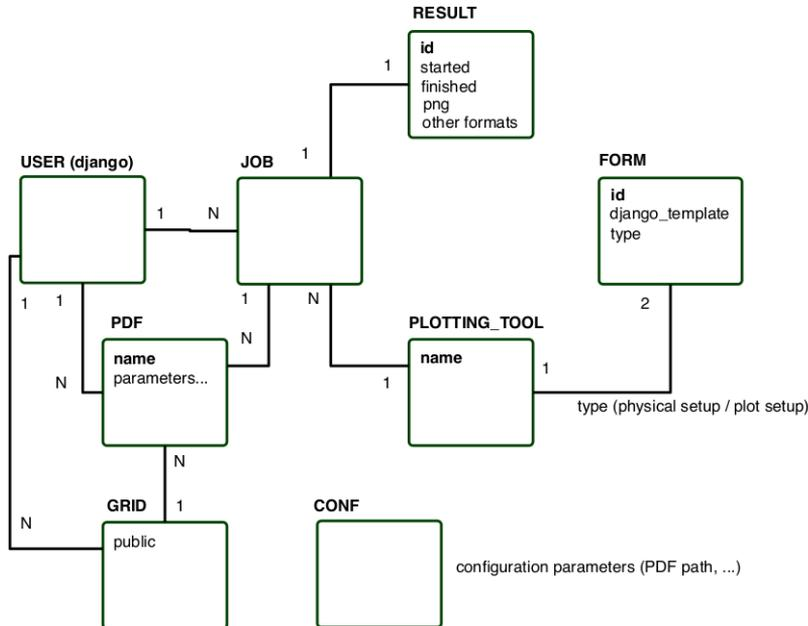 RESULT
id
started
finished
png
other formats
1
1
USER (django)
JOB
FORM
id
django_template
type
1
N
1
1
1
N
2
PDF
PLOTTING_TOOL
name
parameters...
name
N
N
1
1
type (physical setup / plot setup)
N
1
GRID
CONF
N
public
configuration parameters (PDF path, ...)